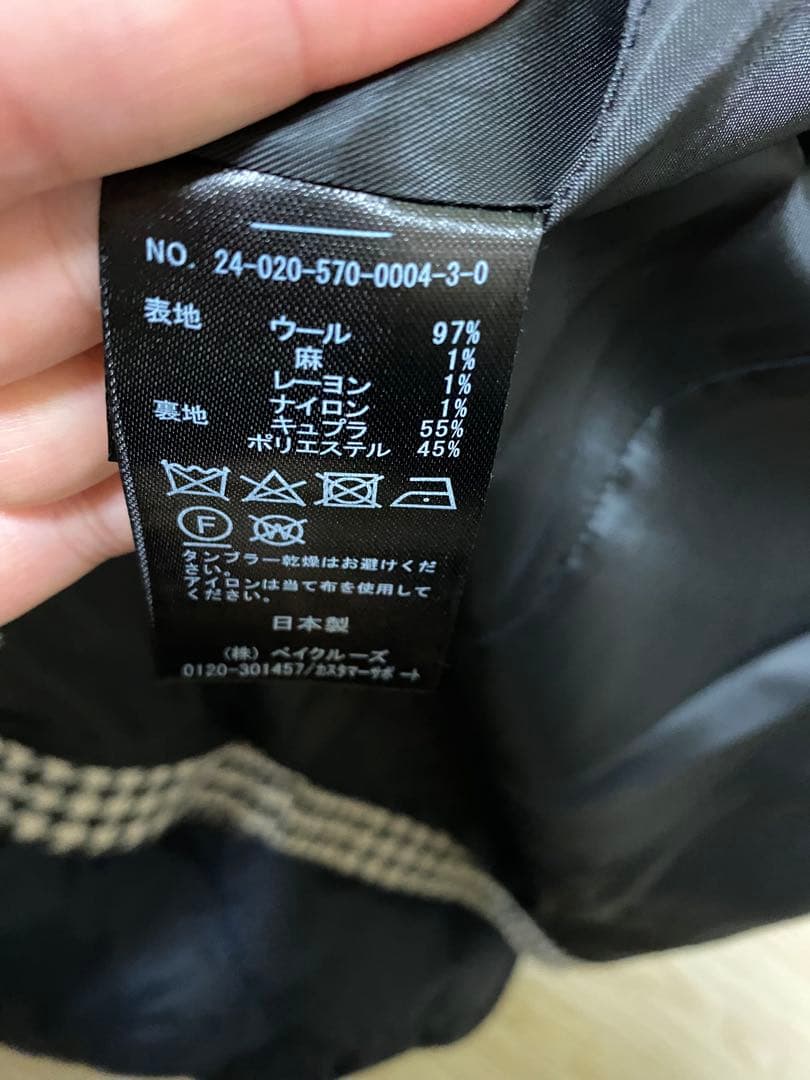 NO. 24-020-570-0004-3-0
表地 ウール 97%
麻 1%
レーヨン 1%
ナイロン 1%
裏地 キュプラ 55%
ポリエステル 45%
F W
タンブラー乾燥はお避けくだ
さい。
アイロンは当て布を使用して
ください。
日本製
（株）ベイクルーズ
0120-301457/カスタマーサポート